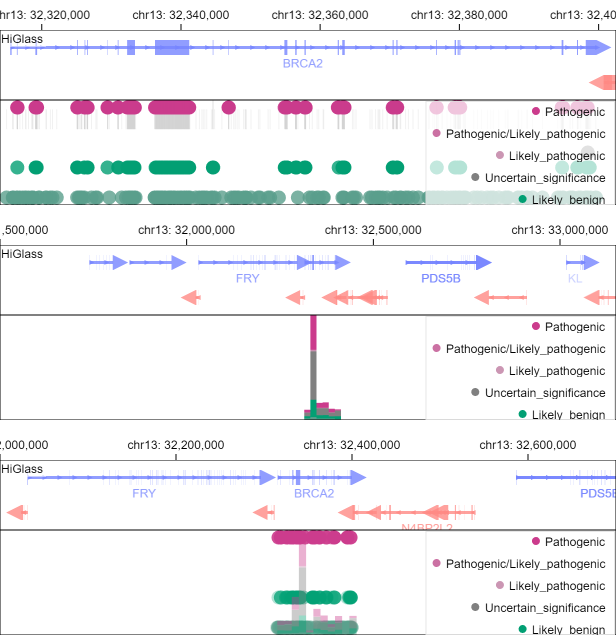 hr13: 32,320,000 chr13: 32,340,000 chr13: 32,360,000 chr13: 32,380,000 chr13: 32,40
HiGlass
BRCA2
Pathogenic
Pathogenic/Likely_pathogenic
Likely_pathogenic
Uncertain_significance
Likely_benign
,500,000 chr13: 32,000,000 chr13: 32,500,000 chr13: 33,000,000
HiGlass
FRY PDS5B KL
Pathogenic
Pathogenic/Likely_pathogenic
Likely_pathogenic
Uncertain_significance
Likely_benign
2,000,000 chr13: 32,200,000 chr13: 32,400,000 chr13: 32,600,000
HiGlass
FRY BRCA2 PDS5B
N4BP2L2
Pathogenic
Pathogenic/Likely_pathogenic
Likely_pathogenic
Uncertain_significance
Likely_benign